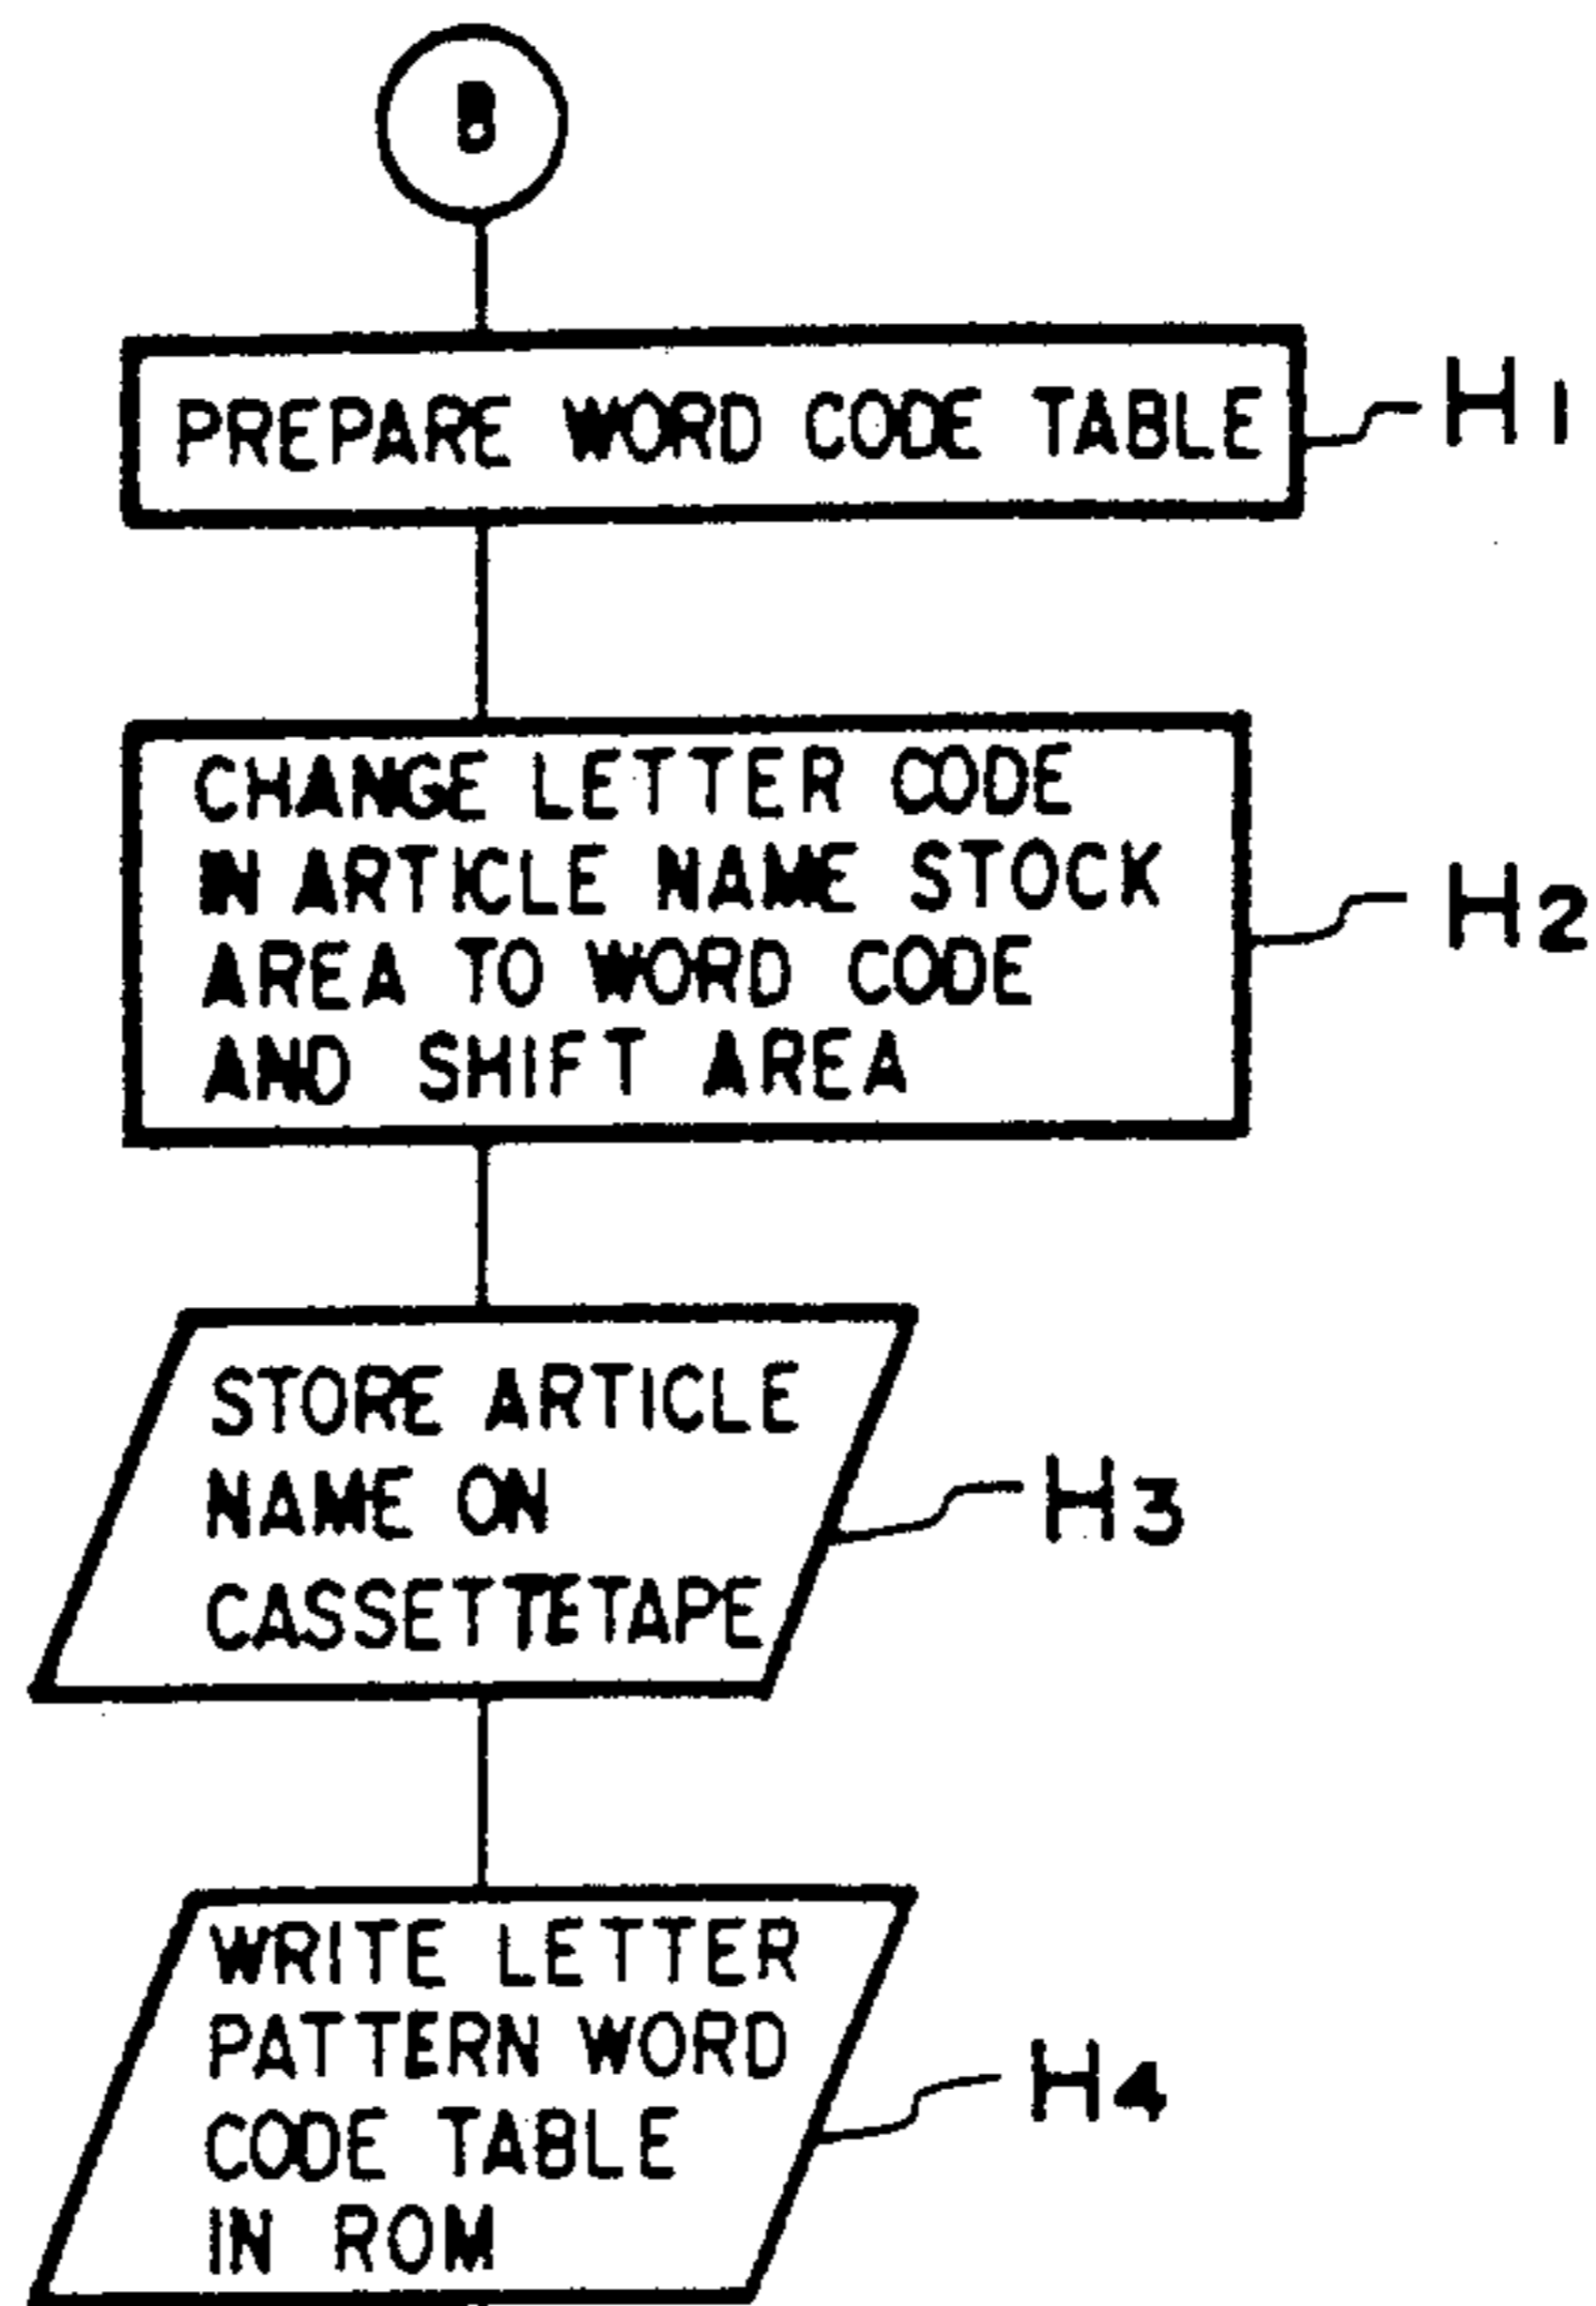 B
PREPARE WORD CODE TABLE
H1
CHANGE LETTER CODE
IN ARTICLE NAME STOCK
AREA TO WORD CODE
AND SHIFT AREA
H2
STORE ARTICLE
NAME ON
CASSETTETAPE
H3
WRITE LETTER
PATTERN WORD
CODE TABLE
IN ROM
H4